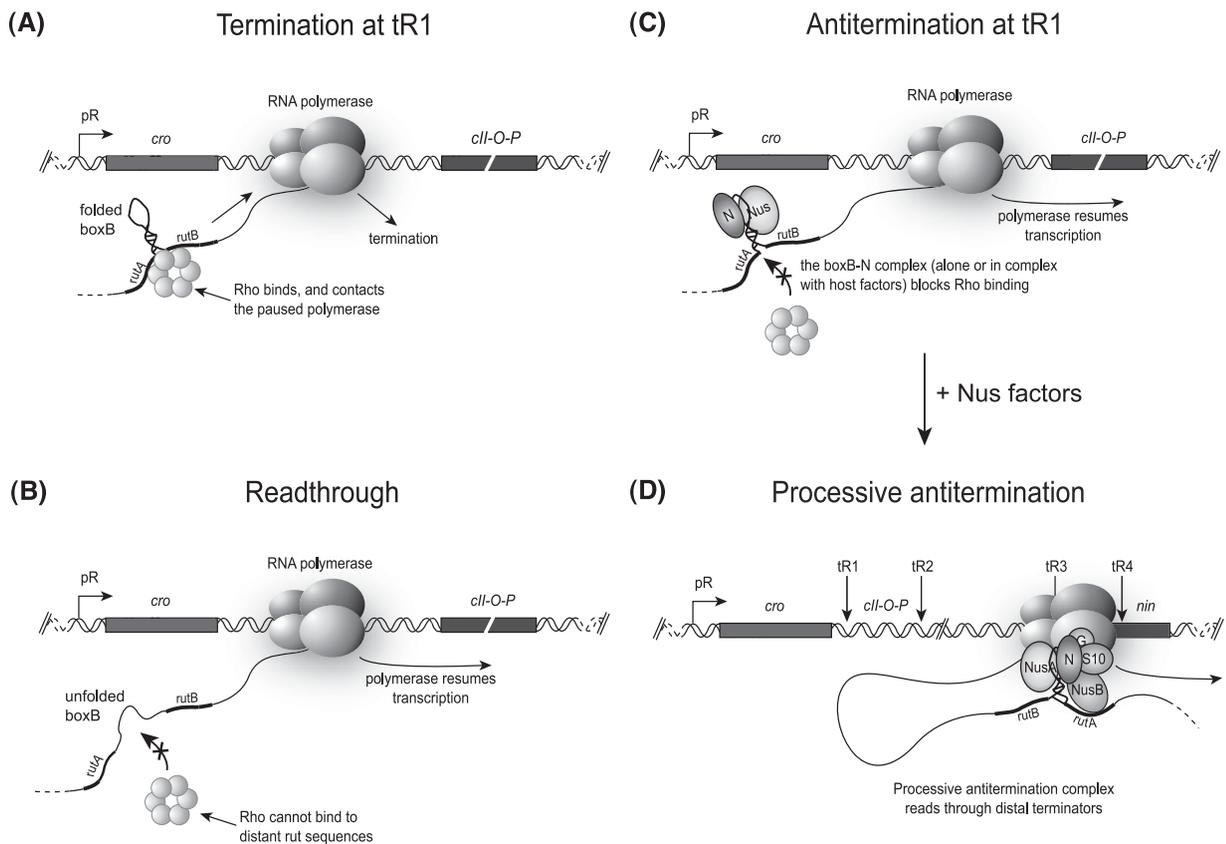 (A)
Termination at tR1
RNA polymerase
pR
cro
cII-O-P
folded
boxB
rutB
rutA
termination
Rho binds, and contacts
the paused polymerase
(C)
Antitermination at tR1
RNA polymerase
pR
cro
cII-O-P
N
Nus
rutB
rutA
polymerase resumes
transcription
the boxB-N complex (alone or in complex
with host factors) blocks Rho binding
+ Nus factors
(B)
Readthrough
RNA polymerase
pR
cro
cII-O-P
unfolded
boxB
rutB
rutA
polymerase resumes
transcription
Rho cannot bind to
distant rut sequences
(D)
Processive antitermination
pR
tR1
tR2
tR3
tR4
cro
cII-O-P
nin
G
NusA
N
S10
NusB
rutB
rutA
Processive antitermination complex
reads through distal terminators